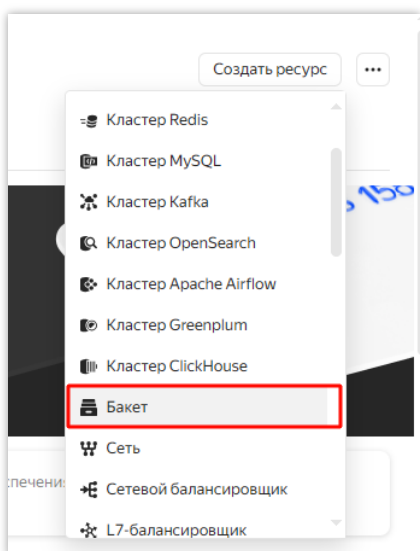 Создать ресурс
Кластер Redis
Кластер MySQL
Кластер Kafka
Кластер OpenSearch
Кластер Apache Airflow
Кластер Greenplum
Кластер ClickHouse
Бакет
Сеть
Сетевой балансировщик
L7-балансировщик